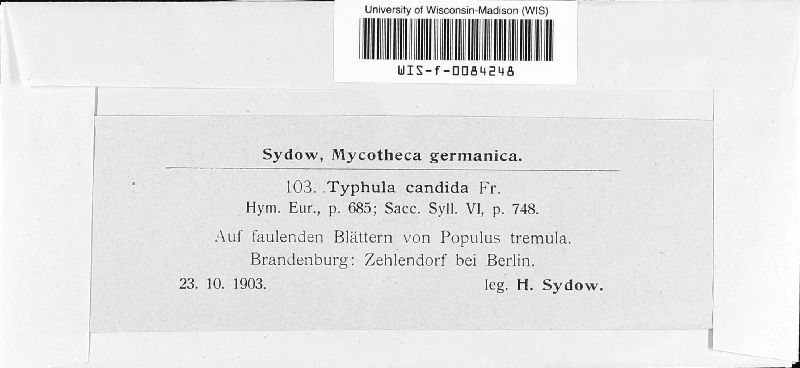 University of Wisconsin-Madison (WIS)
WIS-f-0084248
Sydow, Mycotheca germanica.
103. Typhula candida Fr.
Hym. Eur., p. 685; Sacc. Syll. VI, p. 748.
Auf faulenden Blättern von Populus tremula.
Brandenburg: Zehlendorf bei Berlin.
23. 10. 1903. leg. H. Sydow.